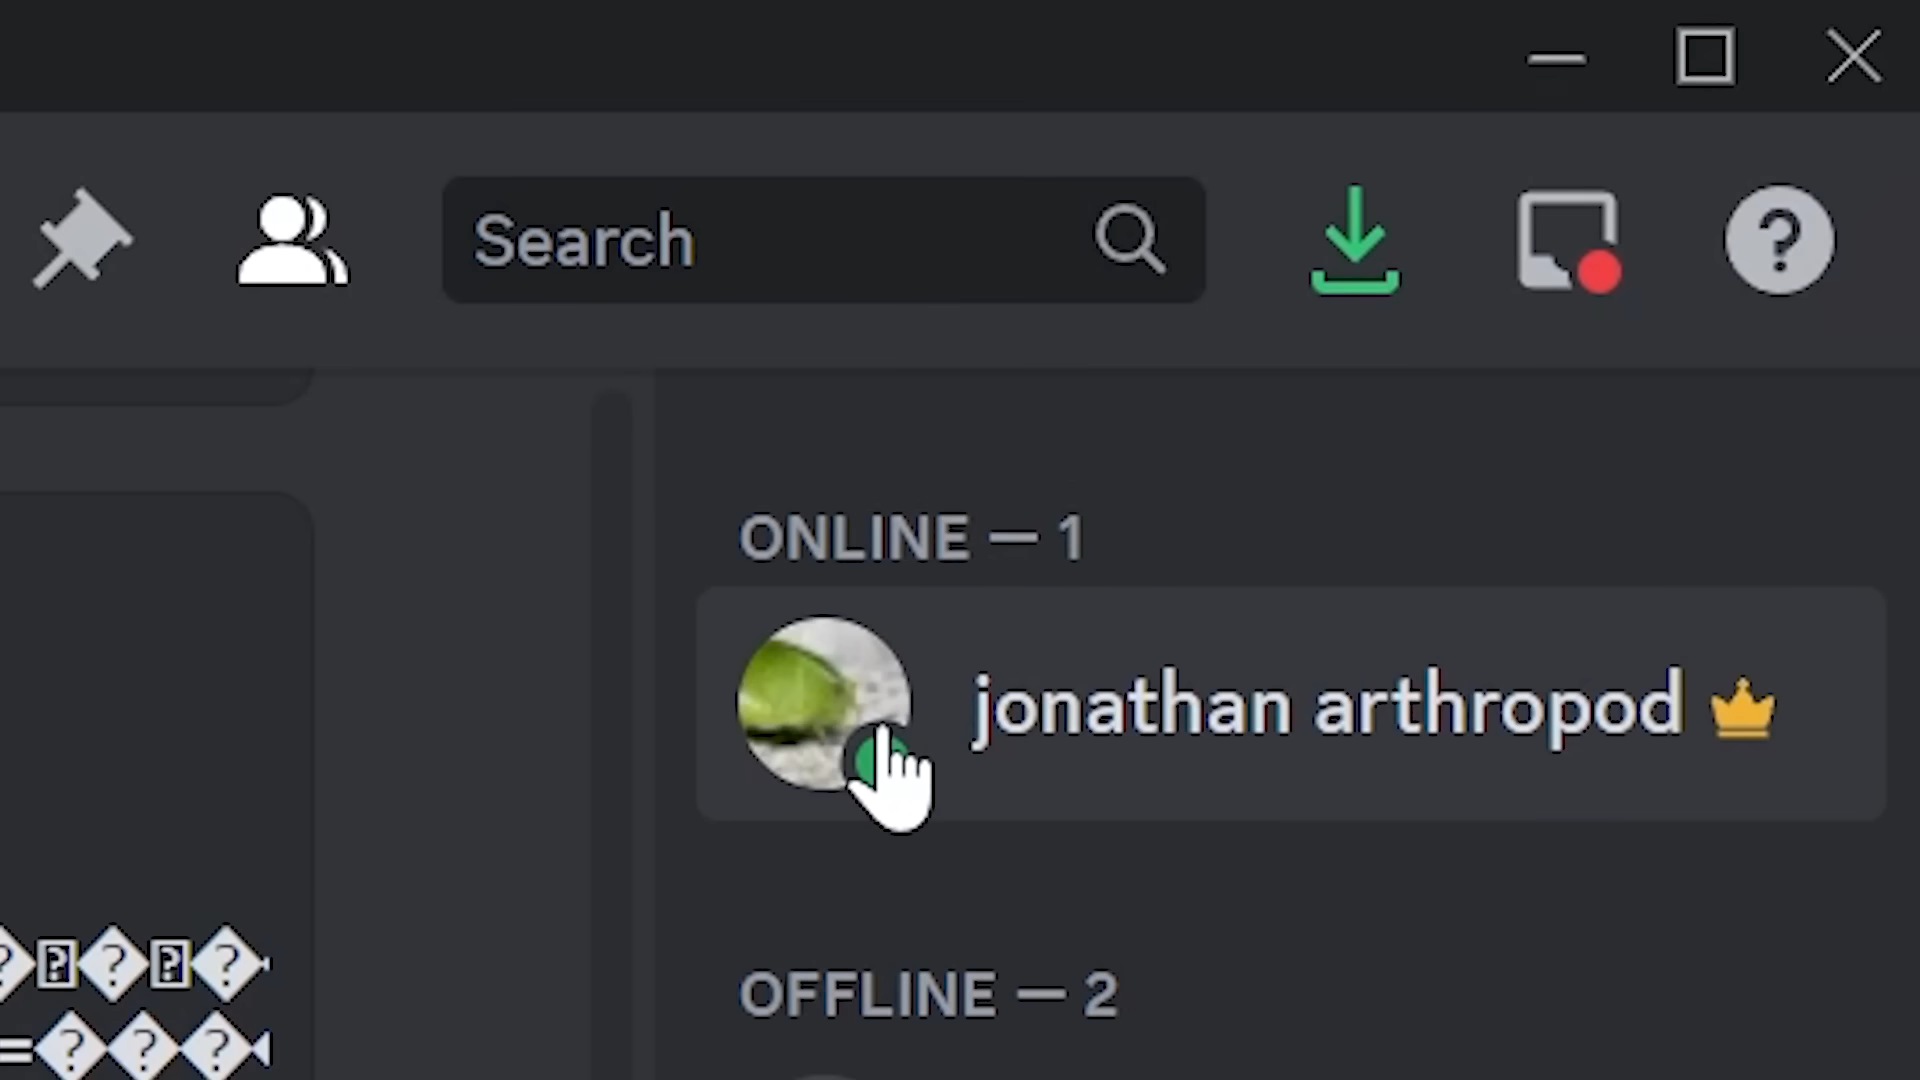 Search
ONLINE — 1
jonathan arthropod
�������
OFFLINE — 2
=���